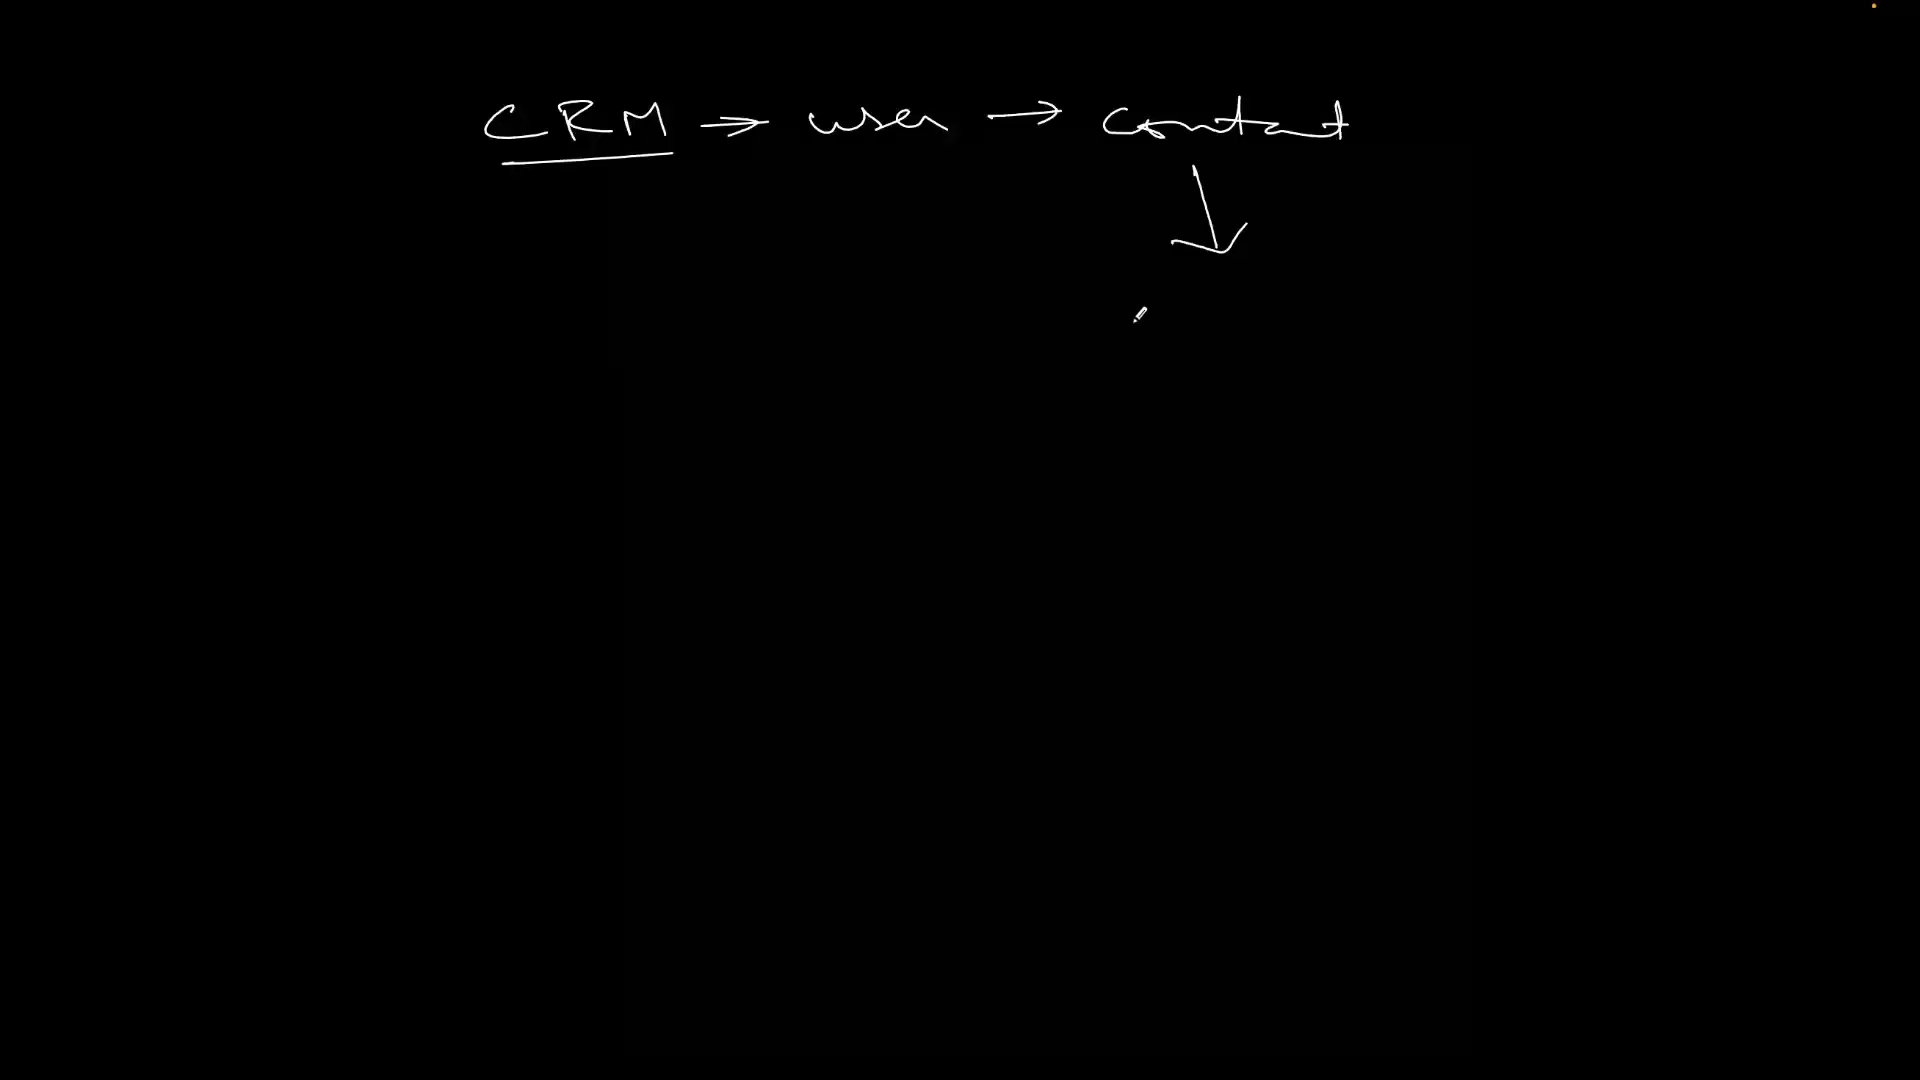 CRM → user → contact
↓